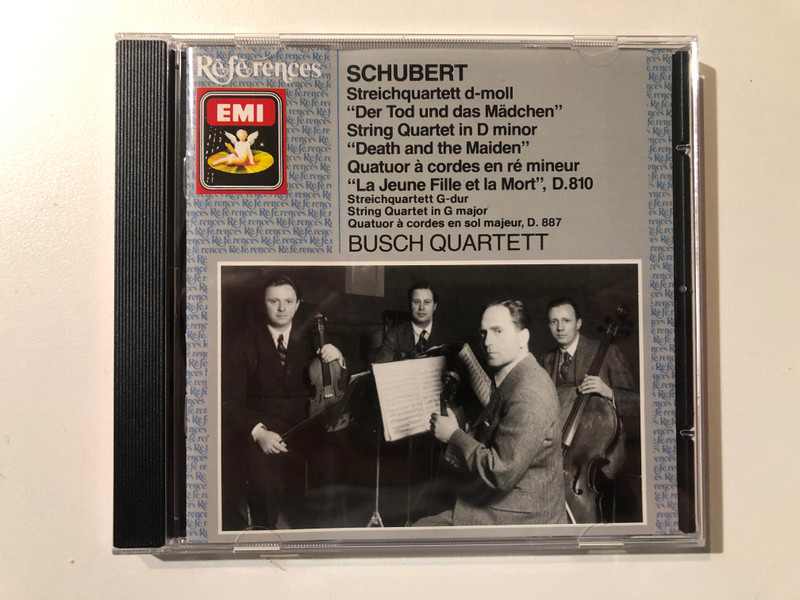 References
EMI
SCHUBERT
Streichquartett d-moll
“Der Tod und das Mädchen”
String Quartet in D minor
“Death and the Maiden”
Quatuor à cordes en ré mineur
“La Jeune Fille et la Mort”, D.810
Streichquartett G-dur
String Quartet in G major
Quatuor à cordes en sol majeur, D. 887
BUSCH QUARTETT